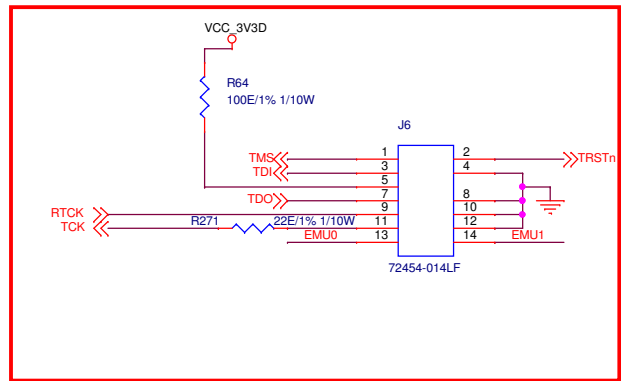 VCC_3V3D
R64
100E/1% 1/10W
J6
TMS 1 2 TRSTn
TDI 3 4
5
TDO 7 8
RTCK 9 10
TCK R271 22E/1% 1/10W 11 12
EMU0 13 14 EMU1
72454-014LF